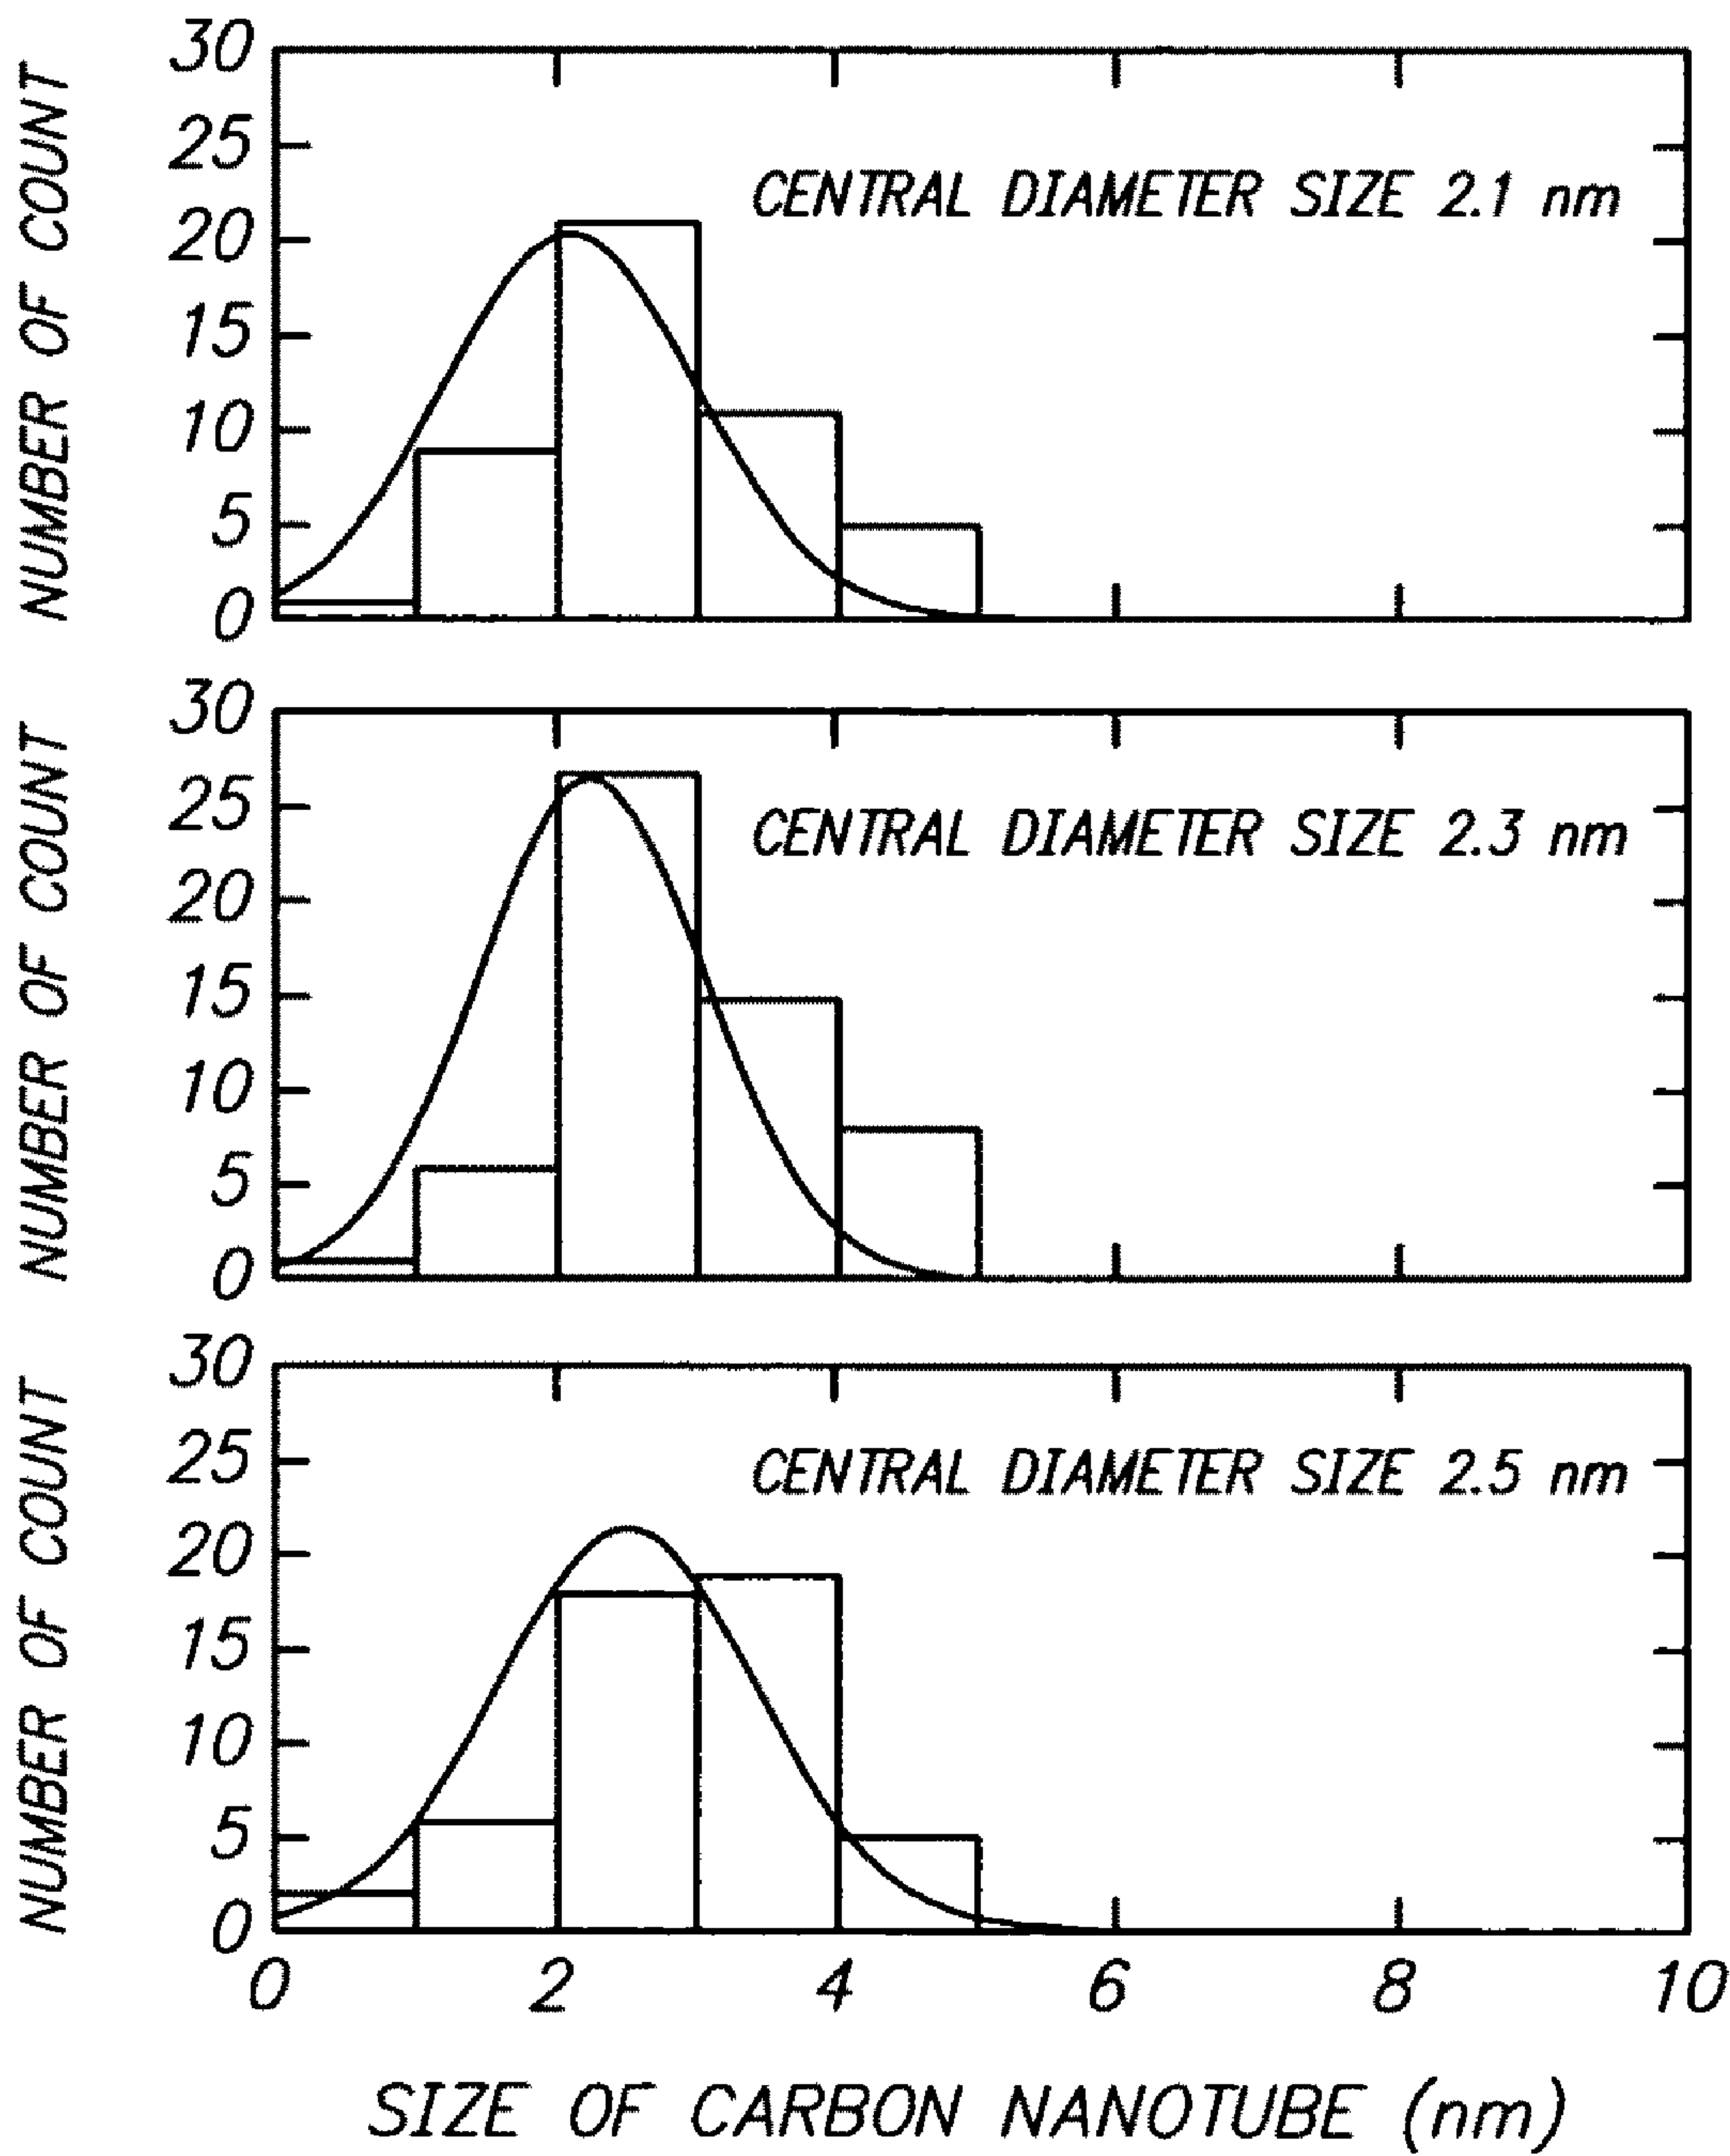 NUMBER OF COUNT
30
25
20
15
10
5
0
CENTRAL DIAMETER SIZE 2.1 nm
NUMBER OF COUNT
30
25
20
15
10
5
0
CENTRAL DIAMETER SIZE 2.3 nm
NUMBER OF COUNT
30
25
20
15
10
5
0
CENTRAL DIAMETER SIZE 2.5 nm
0 2 4 6 8 10
SIZE OF CARBON NANOTUBE (nm)